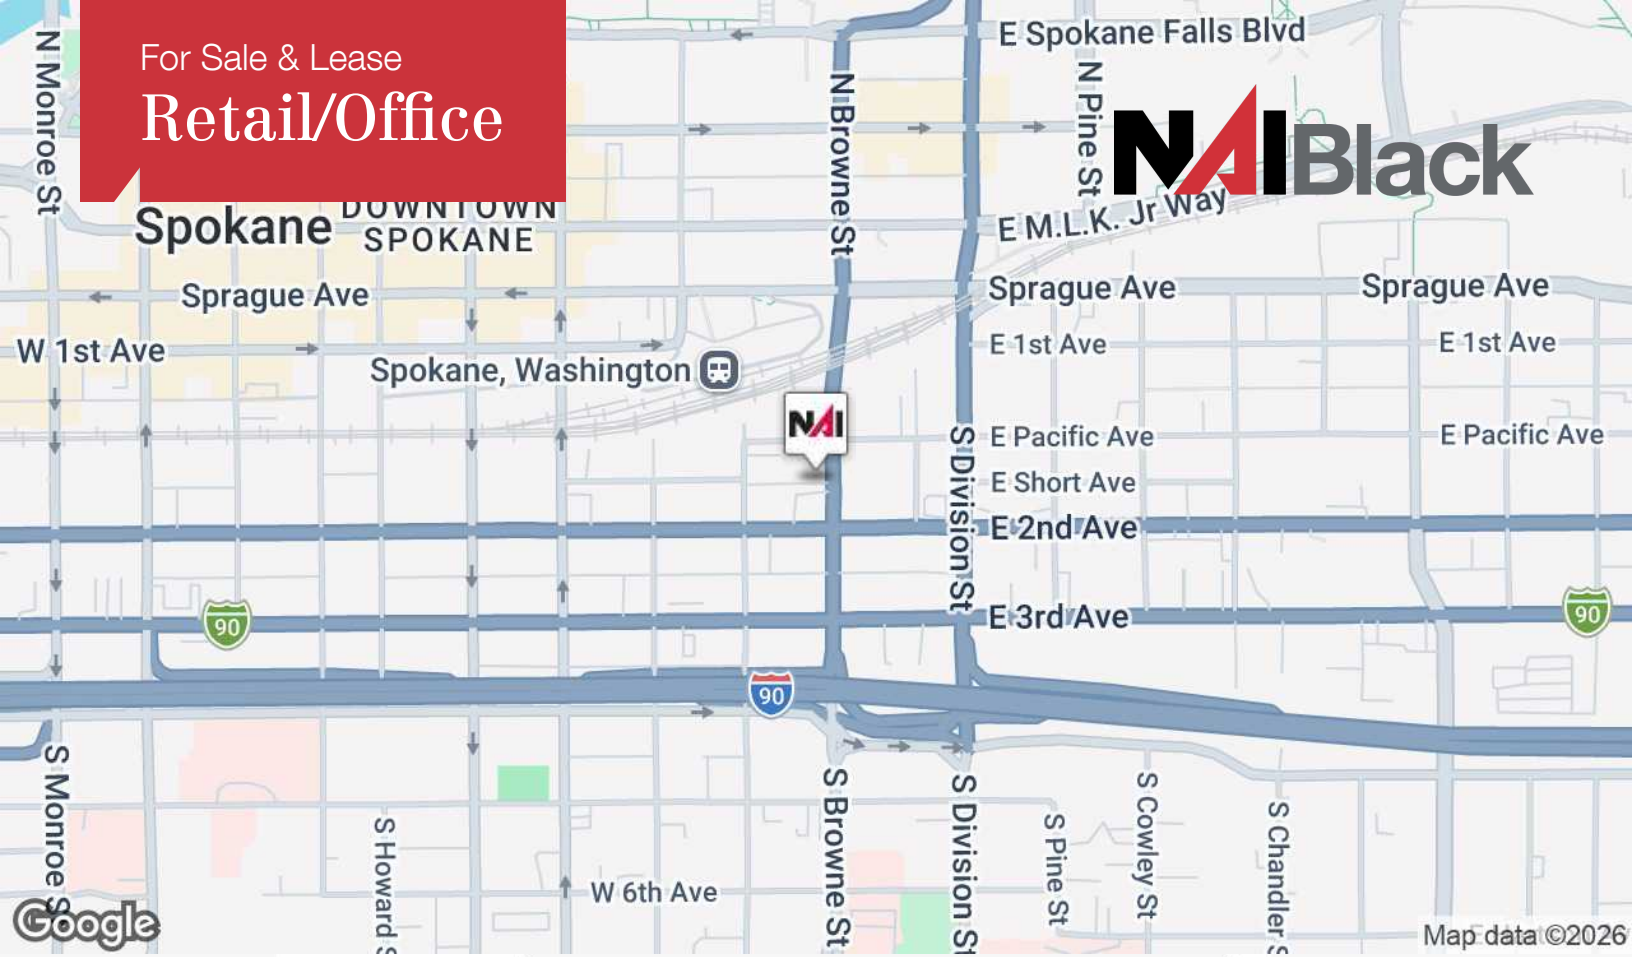 For Sale & Lease
Retail/Office
NAI Black
E Spokane Falls Blvd
N Monroe St
N Browne St
N Pine St
E M.L.K. Jr Way
Spokane
DOWNTOWN
SPOKANE
Sprague Ave
Sprague Ave
Sprague Ave
W 1st Ave
E 1st Ave
E 1st Ave
Spokane, Washington
NAI
S Division St
E Pacific Ave
E Pacific Ave
E Short Ave
E 2nd Ave
E 3rd Ave
90
90
90
S Monroe St
S Howard S
S Browne St
S Division St
S Pine St
S Cowley St
S Chandler S
W 6th Ave
Google
Map data ©2026